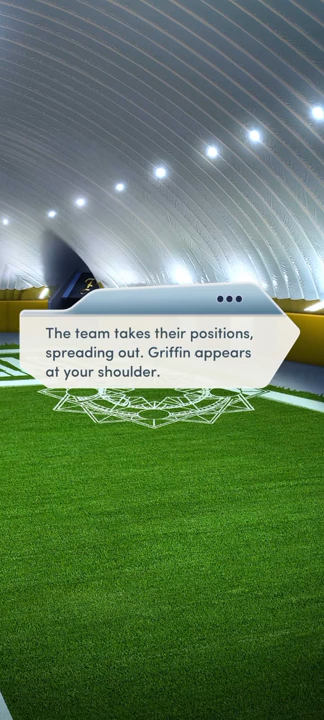 The team takes their positions,
spreading out. Griffin appears
at your shoulder.